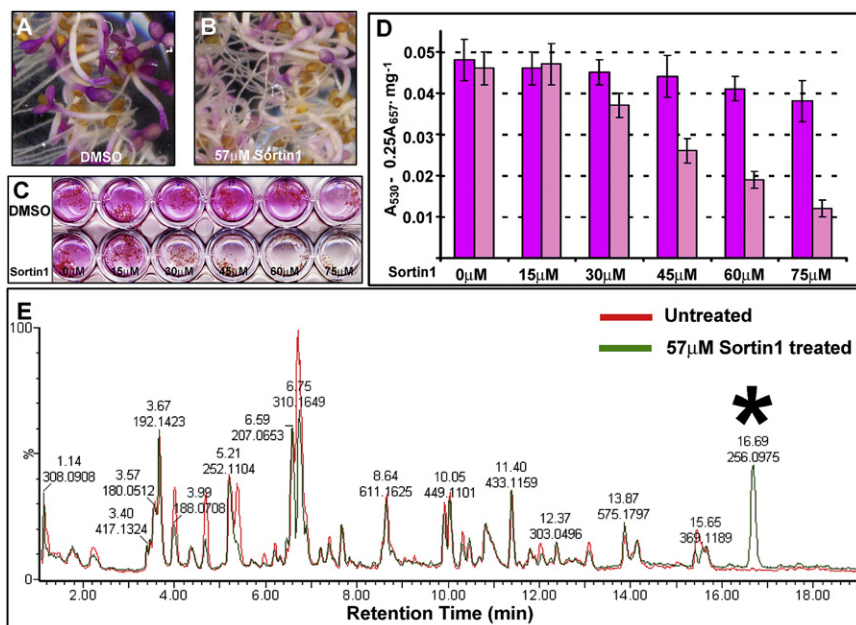 A
DMSO
B
57μM Sortin1
C
DMSO
Sortin1 0μM 15μM 30μM 45μM 60μM 75μM
D
A530 - 0.25A657· mg-1
0.05
0.04
0.03
0.02
0.01
Sortin1 0μM 15μM 30μM 45μM 60μM 75μM
E
Untreated
57μM Sortin1 treated
*
100
%
0
1.14
308.0908
3.40
417.1324
3.57
180.0512
3.67
192.1423
3.99
188.0708
5.21
252.1104
6.59
207.0653
6.75
310.1649
8.64
611.1625
10.05
449.1101
11.40
433.1159
12.37
303.0496
13.87
575.1797
15.65
369.1189
16.69
256.0975
2.00 4.00 6.00 8.00 10.00 12.00 14.00 16.00 18.00
Retention Time (min)